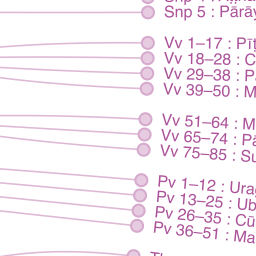 Snp 5 : Pārāy
Vv 1–17 : Pīṭ
Vv 18–28 : C
Vv 29–38 : P
Vv 39–50 : M
Vv 51–64 : M
Vv 65–74 : Pā
Vv 75–85 : Su
Pv 1–12 : Urag
Pv 13–25 : Ub
Pv 26–35 : Cū
Pv 36–51 : Ma